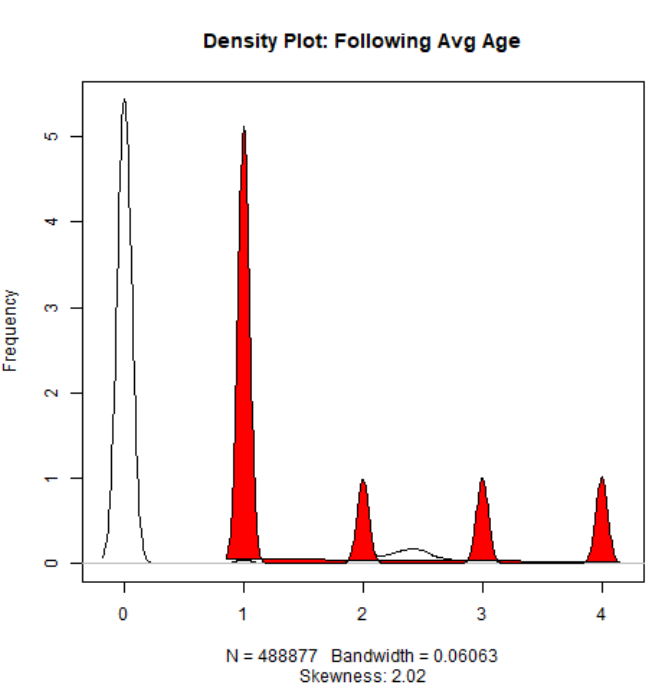 Density Plot: Following Avg Age
Frequency
5
4
3
2
1
0
0 1 2 3 4
N = 488877 Bandwidth = 0.06063
Skewness: 2.02